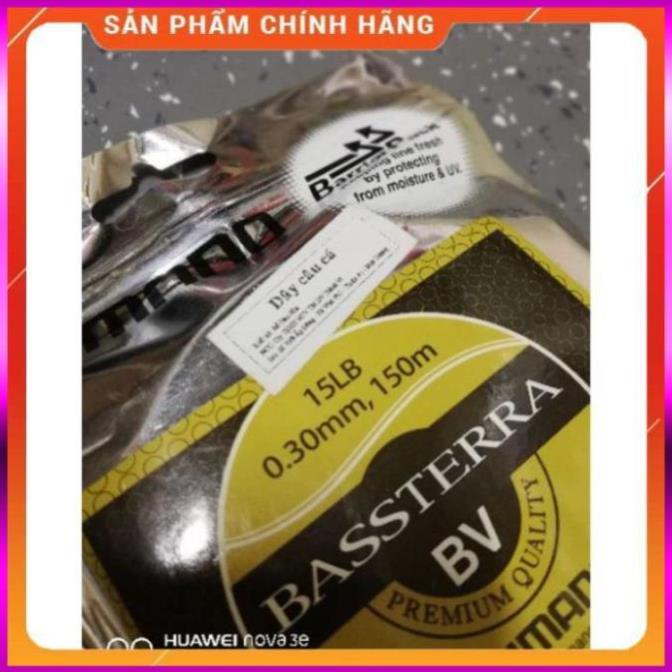 SẢN PHẨM CHÍNH HÃNG
Barrier
line fresh
by protecting
from moisture & UV.
Dây câu cá
15LB
0.30mm, 150m
BASSTERRA
BV
PREMIUM QUALITY
HUAWEI nova 3e